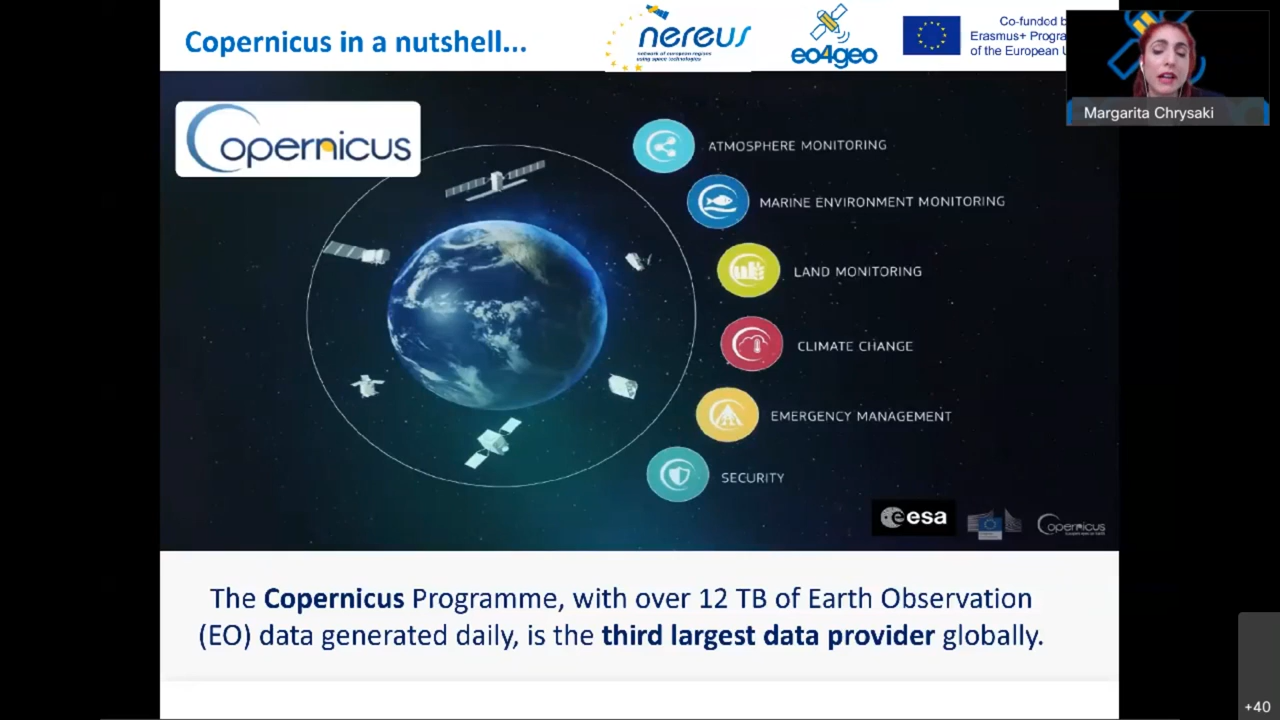 Copernicus in a nutshell...
nereus
network of european regions
using space technologies
eo4geo
Co-funded b
Erasmus+ Progra
of the European U
Margarita Chrysaki
Copernicus
ATMOSPHERE MONITORING
MARINE ENVIRONMENT MONITORING
LAND MONITORING
CLIMATE CHANGE
EMERGENCY MANAGEMENT
SECURITY
esa
Copernicus
The Copernicus Programme, with over 12 TB of Earth Observation
(EO) data generated daily, is the third largest data provider globally.
+40